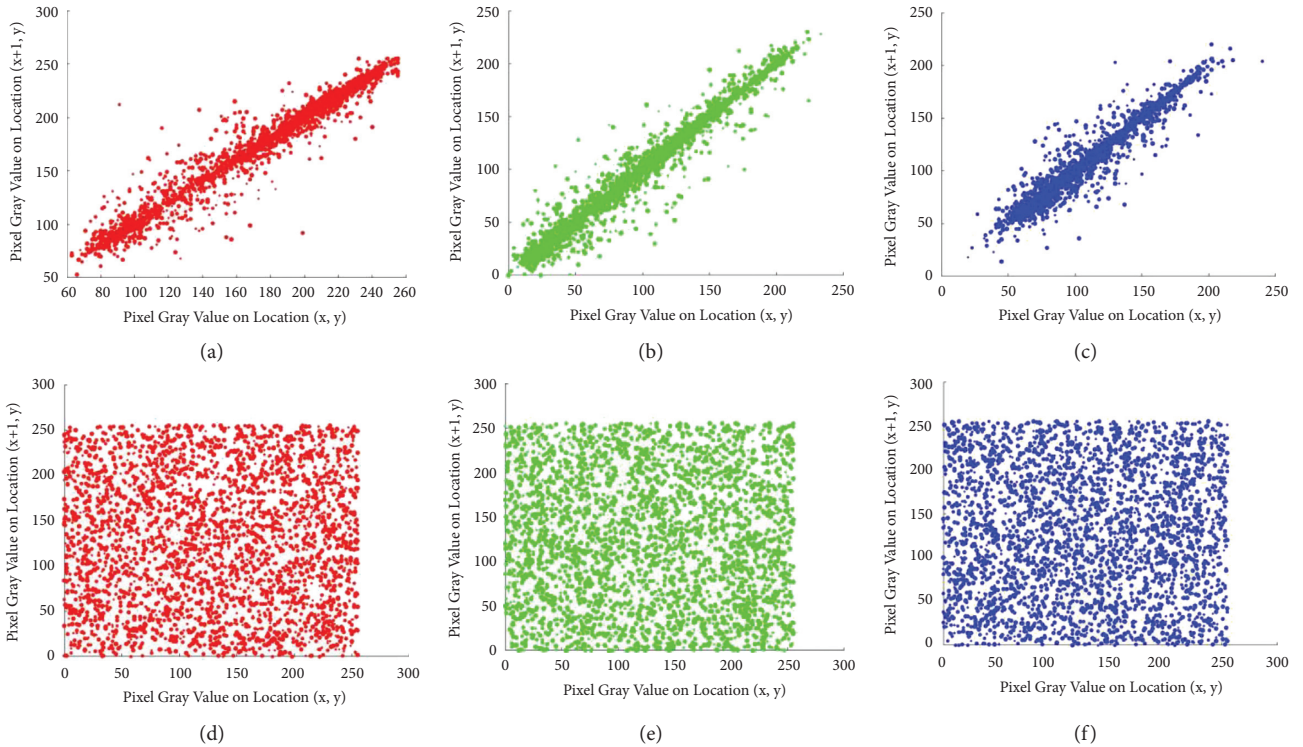 300
250
200
150
100
50
60 80 100 120 140 160 180 200 220 240 260
Pixel Gray Value on Location (x+1, y)
Pixel Gray Value on Location (x, y)
(a)
250
200
150
100
50
0
0 50 100 150 200 250
Pixel Gray Value on Location (x+1, y)
Pixel Gray Value on Location (x, y)
(b)
250
200
150
100
50
0
0 50 100 150 200 250
Pixel Gray Value on Location (x+1, y)
Pixel Gray Value on Location (x, y)
(c)
300
250
200
150
100
50
0
0 50 100 150 200 250 300
Pixel Gray Value on Location (x+1, y)
Pixel Gray Value on Location (x, y)
(d)
300
250
200
150
100
50
0
0 50 100 150 200 250 300
Pixel Gray Value on Location (x+1, y)
Pixel Gray Value on Location (x, y)
(e)
300
250
200
150
100
50
0
0 50 100 150 200 250 300
Pixel Gray Value on Location (x+1, y)
Pixel Gray Value on Location (x, y)
(f)